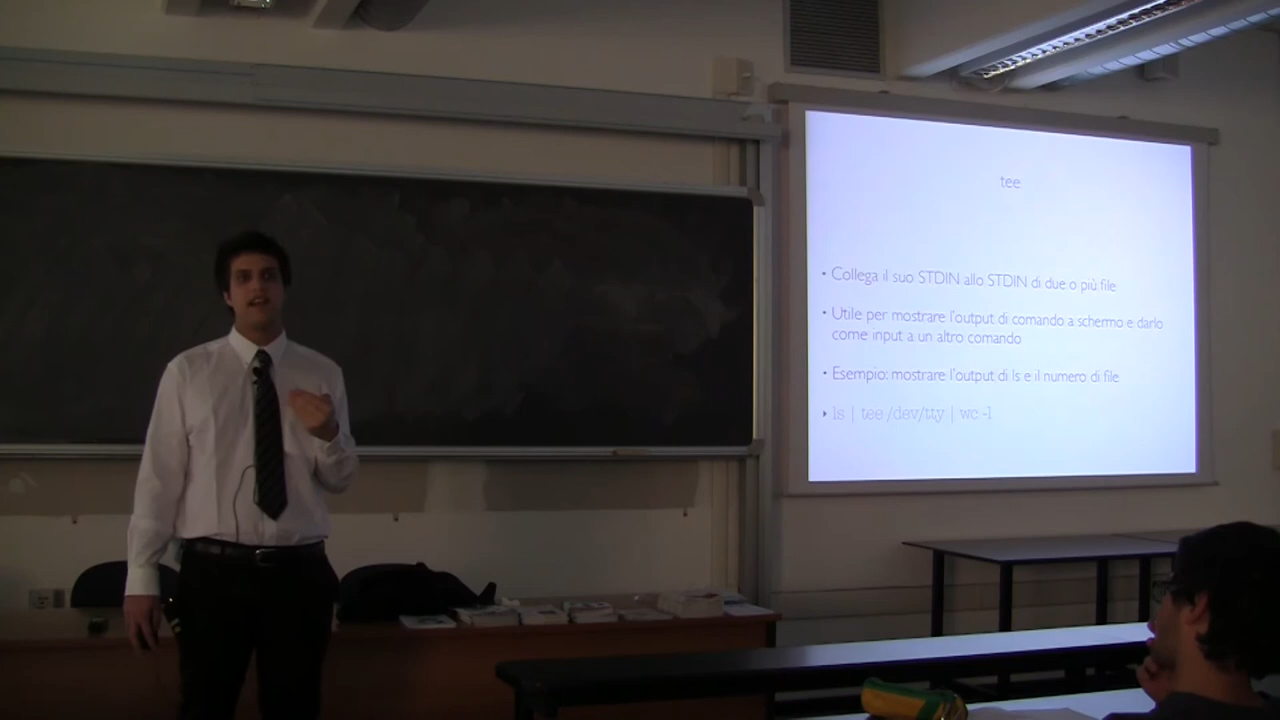 tee
• Collega il suo STDIN allo STDIN di due o più file
• Utile per mostrare l'output di comando a schermo e darlo
come input a un altro comando
• Esempio: mostrare l'output di ls e il numero di file
‣ ls | tee /dev/tty | wc -l